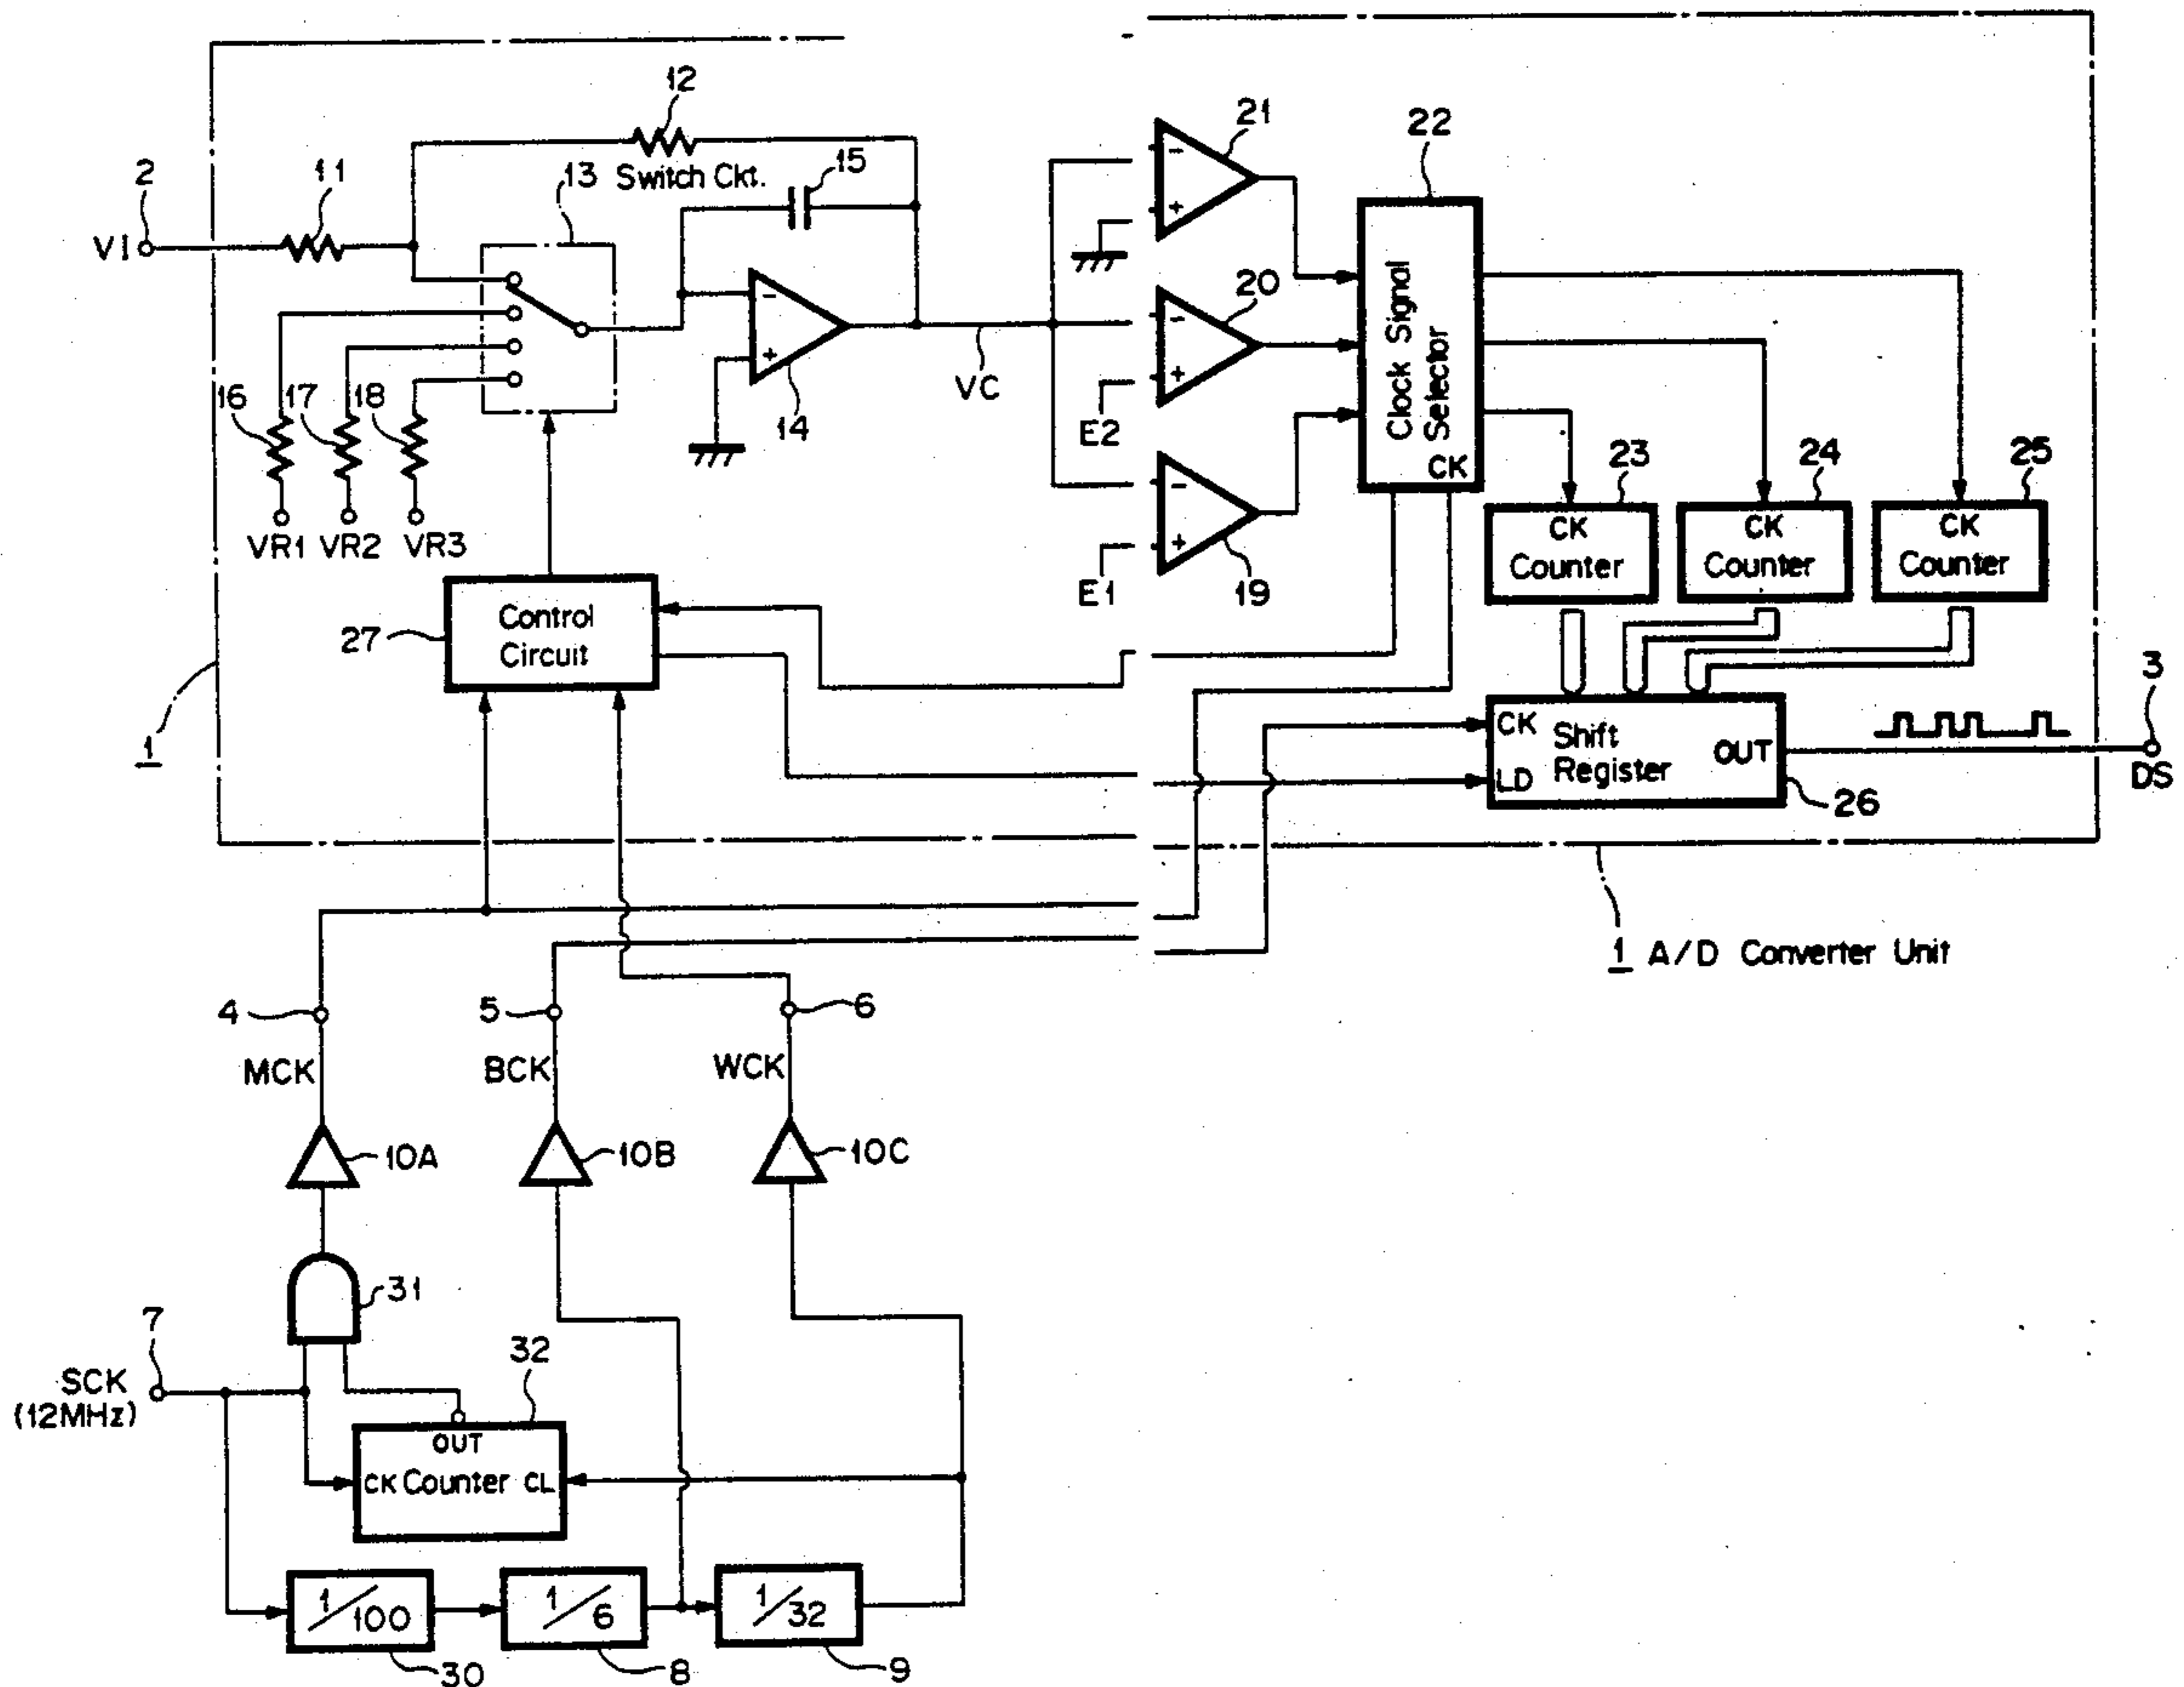 12
13 Switch Ckt.
15
2
11
VI
21
22
20
16
17
18
VR1
VR2
VR3
14
VC
E2
E1
19
-
+
-
+
-
+
-
+
Clock Signal
Selector
CK
23
24
25
CK
Counter
CK
Counter
CK
Counter
27
Control
Circuit
1
CK
LD
Shift
Register
OUT
26
3
DS
1 A/D Converter Unit
4
5
6
MCK
BCK
WCK
10A
10B
10C
31
7
SCK
(12MHz)
32
OUT
CK Counter CL
1/100
1/6
1/32
30
8
9